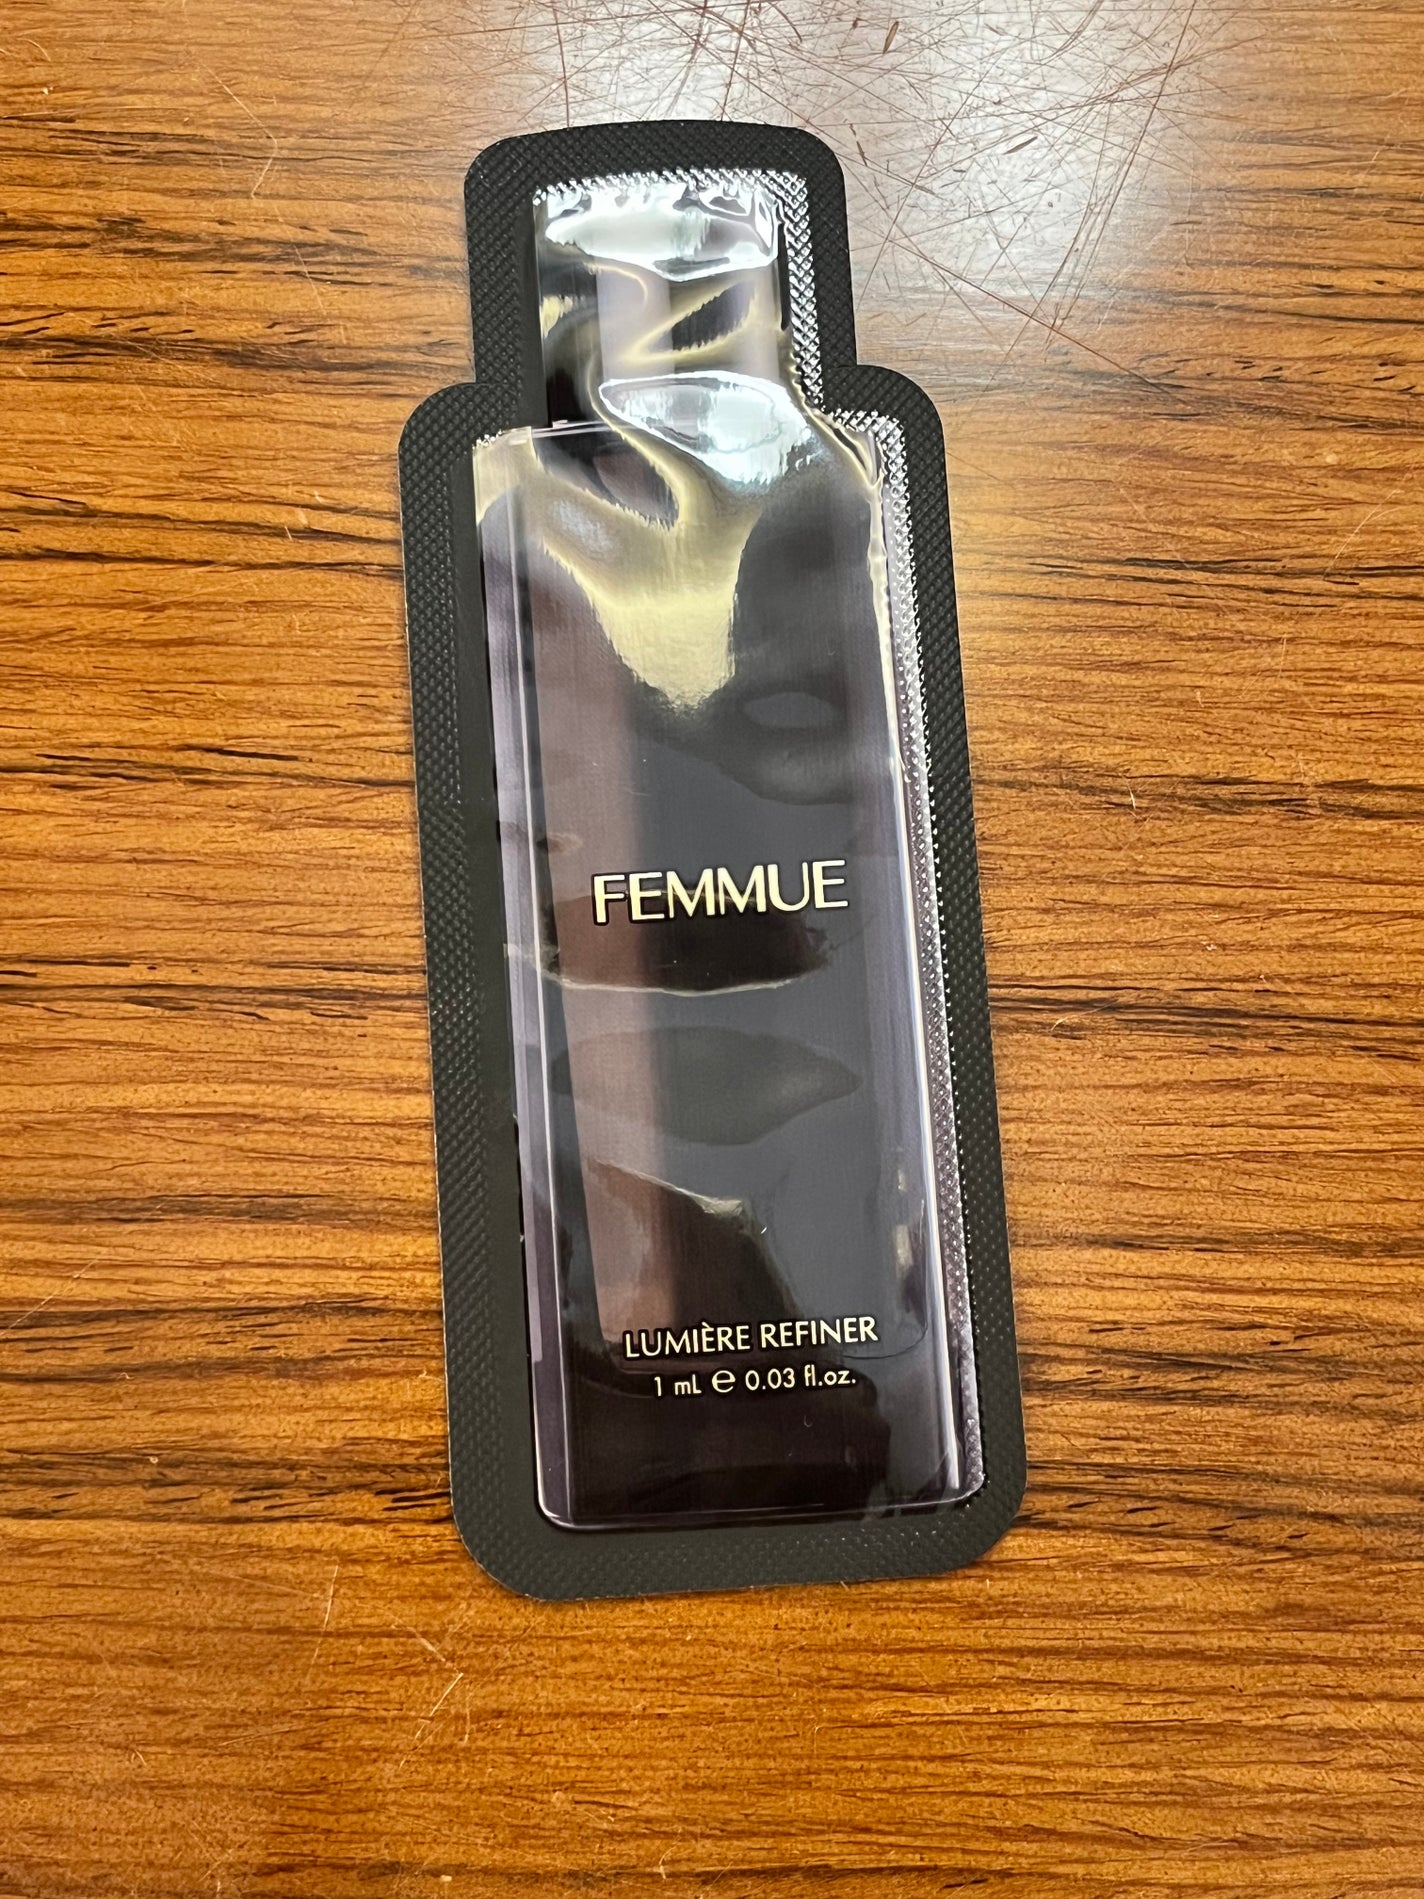 FEMMUE
LUMIÈRE REFINER
1 mL ℮ 0.03 fl.oz.